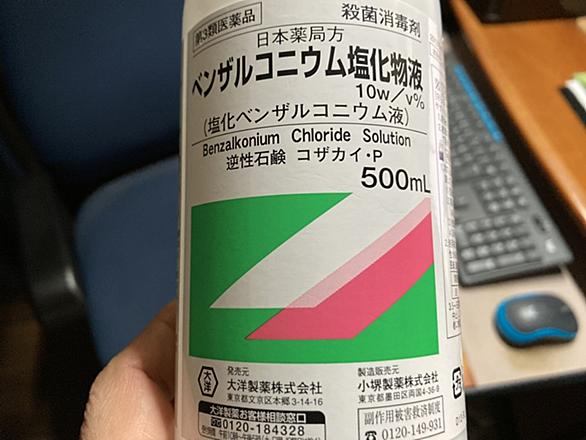 第3類医薬品
殺菌消毒剤
日本薬局方
ベンザルコニウム塩化物液
10w/v%
(塩化ベンザルコニウム液)
Benzalkonium Chloride Solution
逆性石鹸 コザカイ・P
500mL
大洋
発売元
大洋製薬株式会社
東京都文京区本郷3-14-16
製造販売元
小堺製薬株式会社
東京都墨田区両国4-36-9
大洋製薬お客様相談窓口
0120-184328
副作用被害救済制度
0120-149-931